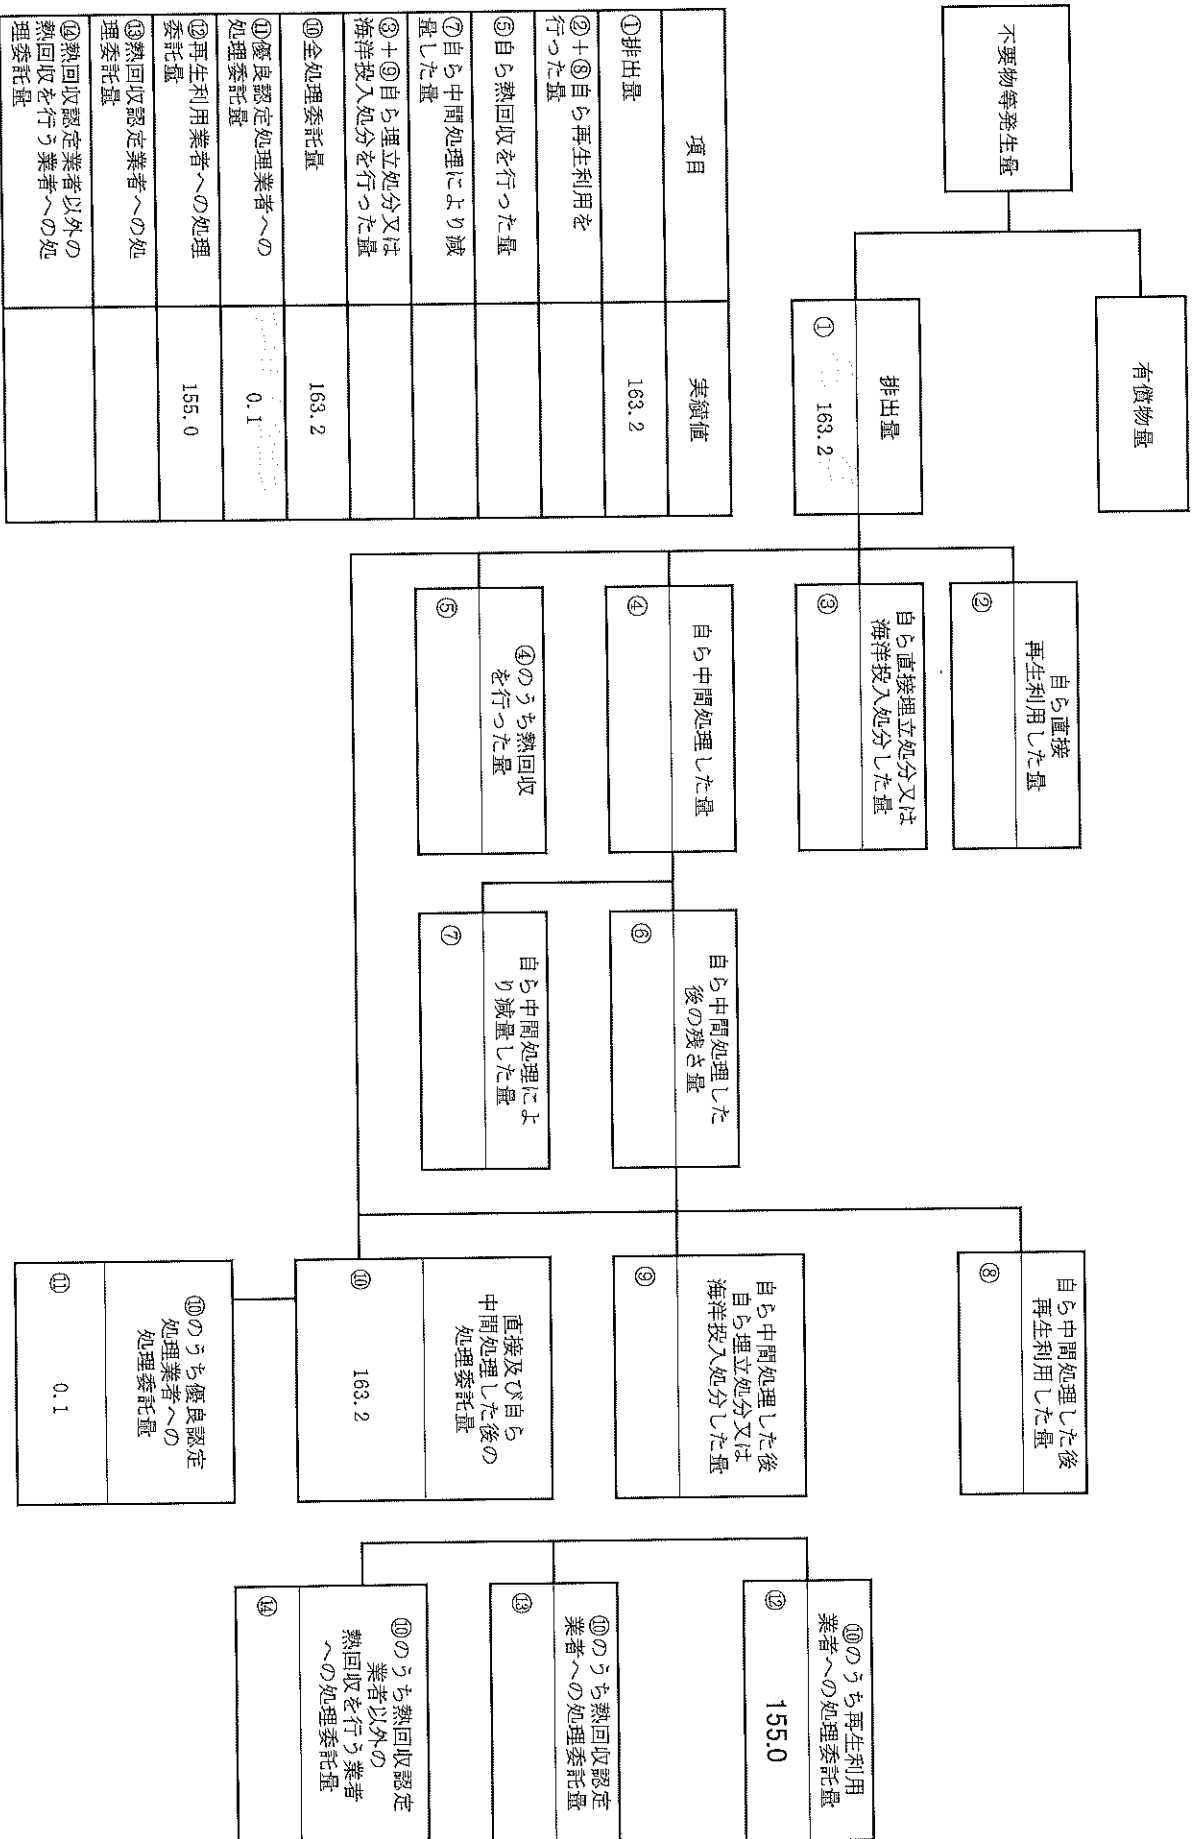 不要物等発生量
有償物量
排出量
① 163.2
自ら直接
再生利用した量
②
自ら直接埋立処分又は
海洋投入処分した量
③
自ら中間処理した量
④
④のうち熱回収
を行った量
⑤
自ら中間処理した
後の残さ量
⑥
自ら中間処理によ
り減量した量
⑦
自ら中間処理した後
再生利用した量
⑧
自ら中間処理した後
自ら埋立処分又は
海洋投入処分した量
⑨
直接及び自ら
中間処理した後の
処理委託量
⑩ 163.2
⑩のうち優良認定
処理業者への
処理委託量
⑪ 0.1
⑩のうち再生利用
業者への処理委託量
⑫ 155.0
⑩のうち熱回収認定
業者への処理委託量
⑬
⑩のうち熱回収認定
業者以外の
熱回収を行う業者
への処理委託量
⑭
項目 実績値
①排出量 163.2
②+⑧自ら再生利用を
行った量
⑥自ら熱回収を行った量
⑦自ら中間処理により減
量した量
③+⑨自ら埋立処分又は
海洋投入処分を行った量
⑩全処理委託量 163.2
⑪優良認定処理業者への
処理委託量 0.1
⑫再生利用業者への処理
委託量 155.0
⑬熱回収認定業者への処
理委託量
⑭熱回収認定業者以外の
熱回収を行う業者への処
理委託量